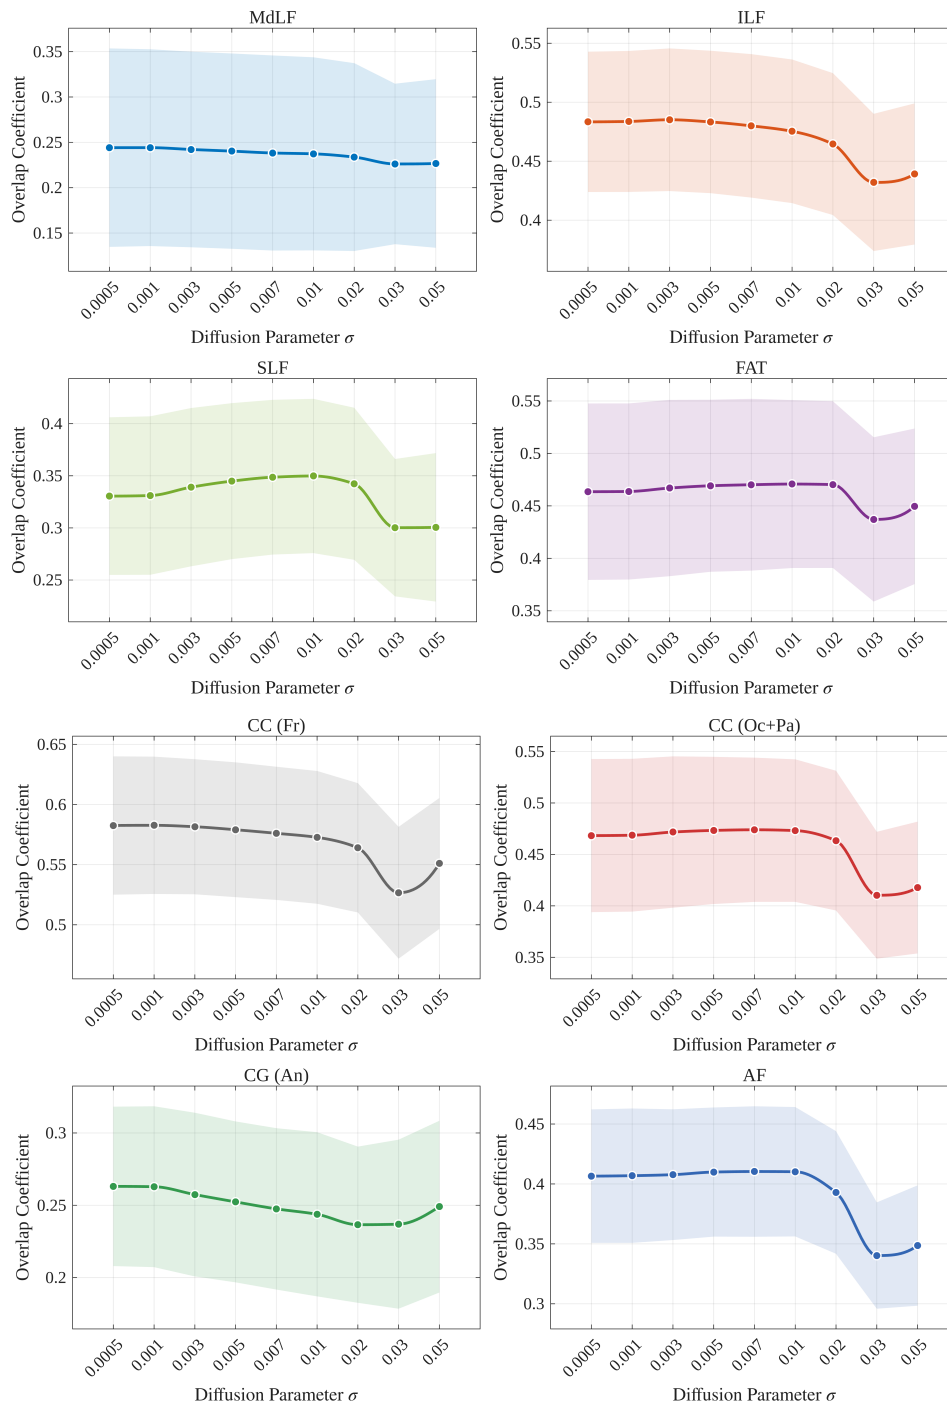 MdLF
Overlap Coefficient
0.35
0.3
0.25
0.2
0.15
0.0005 0.001 0.003 0.005 0.007 0.01 0.02 0.03 0.05
Diffusion Parameter σ
ILF
Overlap Coefficient
0.55
0.5
0.45
0.4
0.0005 0.001 0.003 0.005 0.007 0.01 0.02 0.03 0.05
Diffusion Parameter σ
SLF
Overlap Coefficient
0.4
0.35
0.3
0.25
0.0005 0.001 0.003 0.005 0.007 0.01 0.02 0.03 0.05
Diffusion Parameter σ
FAT
Overlap Coefficient
0.55
0.5
0.45
0.4
0.35
0.0005 0.001 0.003 0.005 0.007 0.01 0.02 0.03 0.05
Diffusion Parameter σ
CC (Fr)
Overlap Coefficient
0.65
0.6
0.55
0.5
0.0005 0.001 0.003 0.005 0.007 0.01 0.02 0.03 0.05
Diffusion Parameter σ
CC (Oc+Pa)
Overlap Coefficient
0.55
0.5
0.45
0.4
0.35
0.0005 0.001 0.003 0.005 0.007 0.01 0.02 0.03 0.05
Diffusion Parameter σ
CG (An)
Overlap Coefficient
0.3
0.25
0.2
0.0005 0.001 0.003 0.005 0.007 0.01 0.02 0.03 0.05
Diffusion Parameter σ
AF
Overlap Coefficient
0.45
0.4
0.35
0.3
0.0005 0.001 0.003 0.005 0.007 0.01 0.02 0.03 0.05
Diffusion Parameter σ